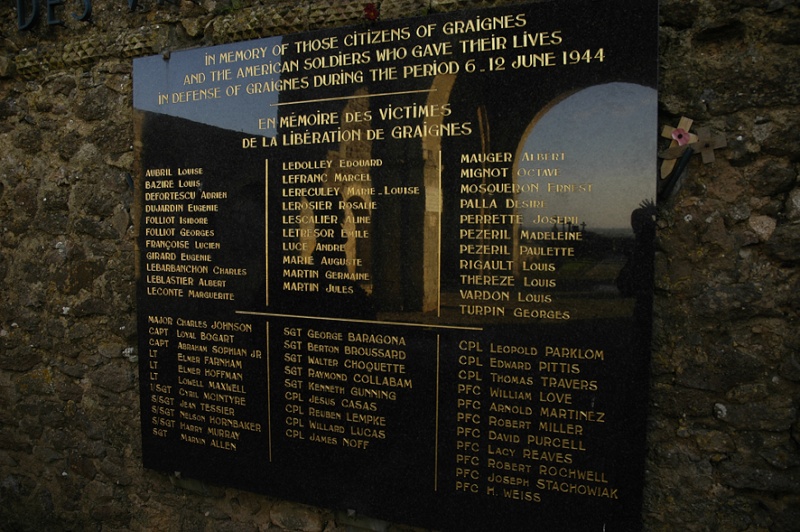 DES
IN MEMORY OF THOSE CITIZENS OF GRAIGNES
AND THE AMERICAN SOLDIERS WHO GAVE THEIR LIVES
IN DEFENSE OF GRAIGNES DURING THE PERIOD 6_12 JUNE 1944
EN MÉMOIRE DES VICTIMES
DE LA LIBÉRATION DE GRAIGNES
AUBRIL LOUISE
BAZIRE LOUIS
DEFORTESCU ADRIEN
DUJARDIN EUGENIE
FOLLIOT ISIDORE
FOLLIOT GEORGES
FRANÇOISE LUCIEN
GIRARD EUGENIE
LEBARBANCHON CHARLES
LEBLASTIER ALBERT
LECONTE MARGUERITE
LEDOLLEY EDOUARD
LEFRANC MARCEL
LERECULEY MARIE_LOUISE
LEROSIER ROSALIE
LESCALIER ALINE
LETRESOR EMILE
LUCE ANDRE
MARIE AUGUSTE
MARTIN GERMAINE
MARTIN JULES
MAUGER ALBERT
MIGNOT OCTAVE
MOSQUERON ERNEST
PALLA DESIRE
PERRETTE JOSEPH
PEZERIL MADELEINE
PEZERIL PAULETTE
RIGAULT LOUIS
THEREZE LOUIS
VARDON LOUIS
TURPIN GEORGES
MAJOR CHARLES JOHNSON
CAPT LOYAL BOGART
CAPT ABRAHAM SOPHIAN JR
LT ELMER FARNHAM
LT ELMER HOFFMAN
LT LOWELL MAXWELL
T/SGT CYRIL MCINTYRE
S/SGT JEAN TESSIER
S/SGT NELSON HORNBAKER
S/SGT HARRY MURRAY
SGT MARVIN ALLEN
SGT GEORGE BARAGONA
SGT BERTON BROUSSARD
SGT WALTER CHOQUETTE
SGT RAYMOND COLLABAM
SGT KENNETH GUNNING
CPL JESUS CASAS
CPL REUBEN LEMPKE
CPL WILLARD LUCAS
CPL JAMES NOFF
CPL LEOPOLD PARKLOM
CPL EDWARD PITTIS
CPL THOMAS TRAVERS
PFC WILLIAM LOVE
PFC ARNOLD MARTINEZ
PFC ROBERT MILLER
PFC DAVID PURCELL
PFC LACY REAVES
PFC ROBERT ROCHWELL
PFC JOSEPH STACHOWIAK
PFC H. WEISS